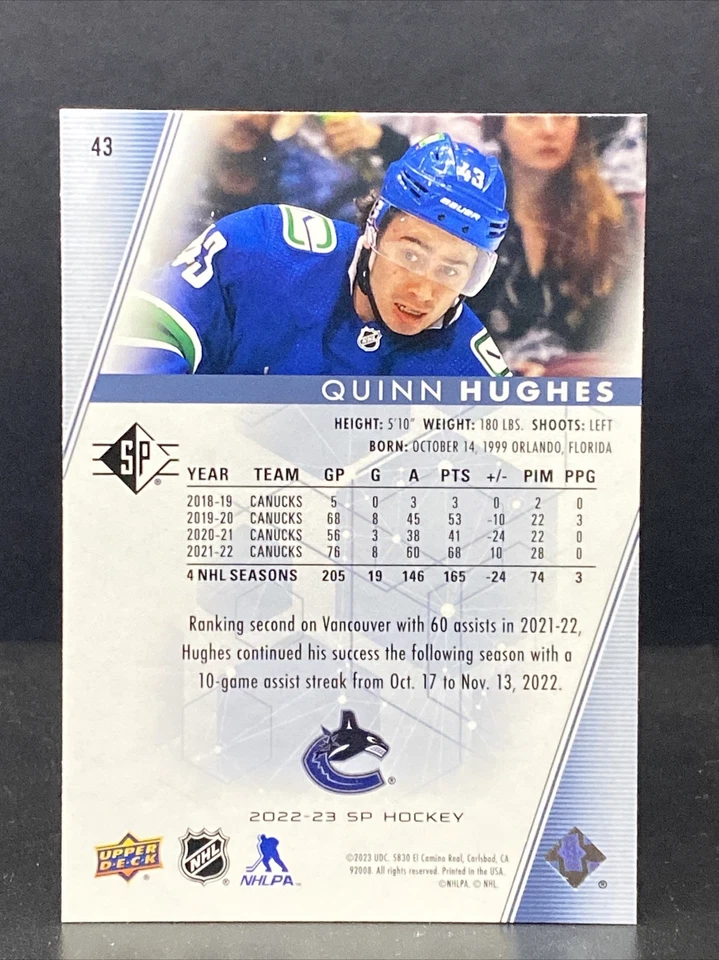 43
43
43
BAUER
NHL
QUINN HUGHES
HEIGHT: 5'10" WEIGHT: 180 LBS. SHOOTS: LEFT
BORN: OCTOBER 14, 1999 ORLANDO, FLORIDA
SP ®
YEAR TEAM GP G A PTS +/- PIM PPG
2018-19 CANUCKS 5 0 3 3 0 2 0
2019-20 CANUCKS 68 8 45 53 -10 22 3
2020-21 CANUCKS 56 3 38 41 -24 22 0
2021-22 CANUCKS 76 8 60 68 10 28 0
4 NHL SEASONS 205 19 146 165 -24 74 3
Ranking second on Vancouver with 60 assists in 2021-22,
Hughes continued his success the following season with a
10-game assist streak from Oct. 17 to Nov. 13, 2022.
®
2022-23 SP HOCKEY
UPPER DECK ®
NHL ®
NHLPA™
©2023 UDC. 5830 El Camino Real, Carlsbad, CA
92008. All rights reserved. Printed in the USA.
©NHLPA. © NHL.
®